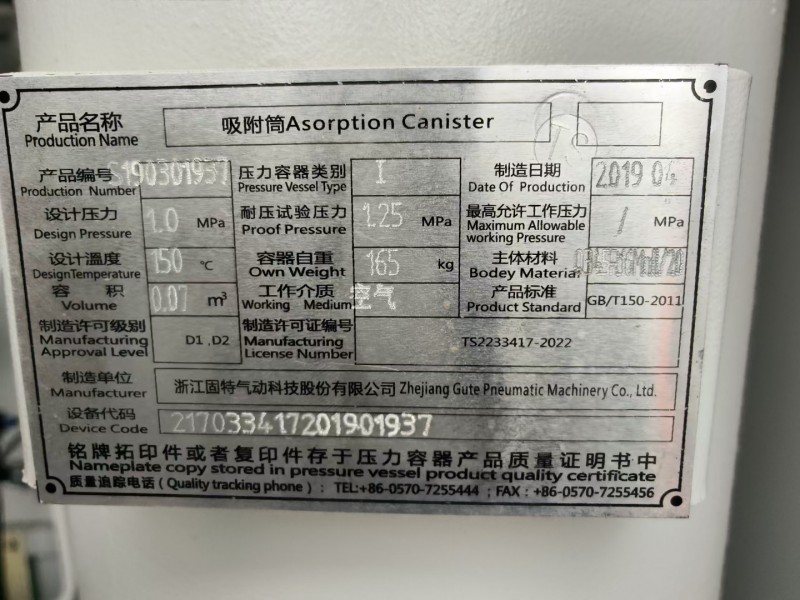 产品名称 吸附筒Asorption Canister
Production Name
产品编号 S190301937 压力容器类别 I 制造日期 2019
Production Number Pressure Vessel Type Date Of Production
设计压力 1.0 MPa 耐压试验压力 1.25 MPa 最高允许工作压力 / MPa
Design Pressure Proof Pressure Maximum Allowable
working Pressure
设计温度 150 ℃ 容器自重 165 kg 主体材料
DesignTemperature Own Weight Bodey Material
容 积 0.07 m³ 工作介质 空气 产品标准 GB/T150-2011
Volume Working Medium Product Standard
制造许可级别 D1,D2 制造许可证编号 TS2233417-2022
Manufacturing Manufacturing
Approval Level License Number
制造单位 浙江固特气动科技股份有限公司 Zhejiang Gute Pneumatic Machinery Co., Ltd.
Manufacturer
设备代码 217033417201901937
Device Code
铭牌拓印件或者复印件存于压力容器产品质量证明书中
Nameplate copy stored in pressure vessel product quality certificate
质量追踪电话(Quality tracking phone): TEL:+86-0570-7255444 ; FAX : +86-0570-7255456